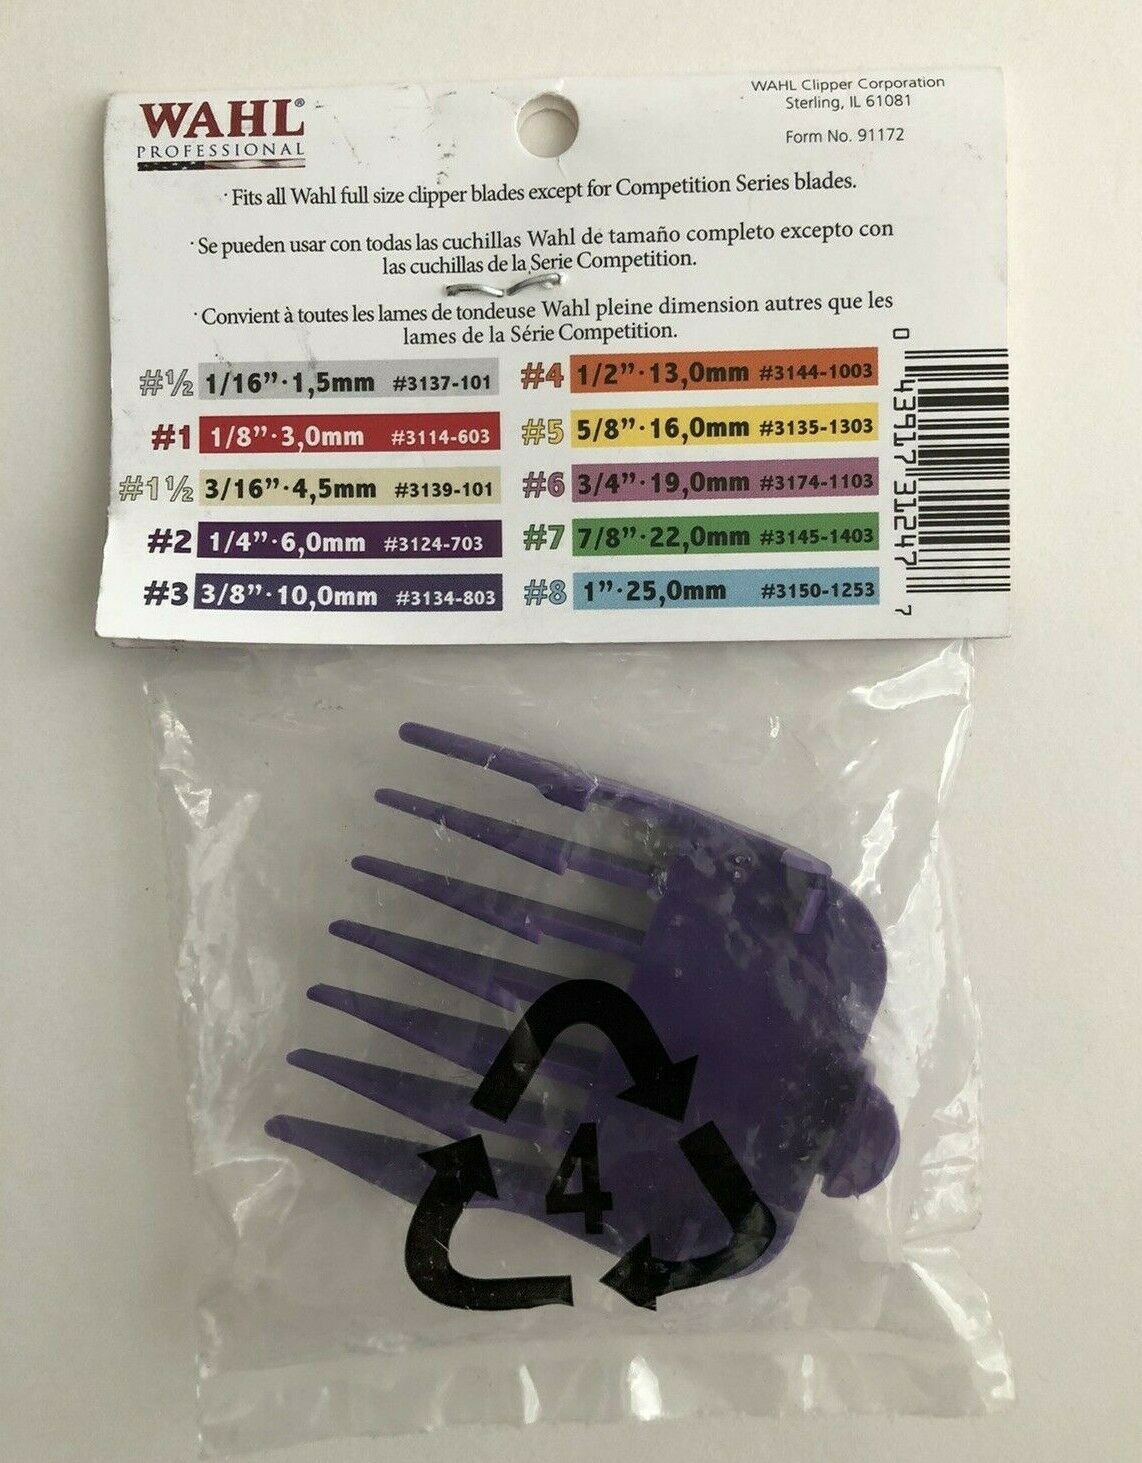 WAHL®
PROFESSIONAL
WAHL Clipper Corporation
Sterling, IL 61081
Form No. 91172
· Fits all Wahl full size clipper blades except for Competition Series blades.
· Se pueden usar con todas las cuchillas Wahl de tamaño completo excepto con
las cuchillas de la Serie Competition.
· Convient à toutes les lames de tondeuse Wahl pleine dimension autres que les
lames de la Série Competition.
#½ 1/16”·1,5mm #3137-101
#1 1/8”·3,0mm #3114-603
#1 ½ 3/16”·4,5mm #3139-101
#2 1/4”·6,0mm #3124-703
#3 3/8”·10,0mm #3134-803
#4 1/2”·13,0mm #3144-1003
#5 5/8”·16,0mm #3135-1303
#6 3/4”·19,0mm #3174-1103
#7 7/8”·22,0mm #3145-1403
#8 1”·25,0mm #3150-1253
0 43917 31247 7
4